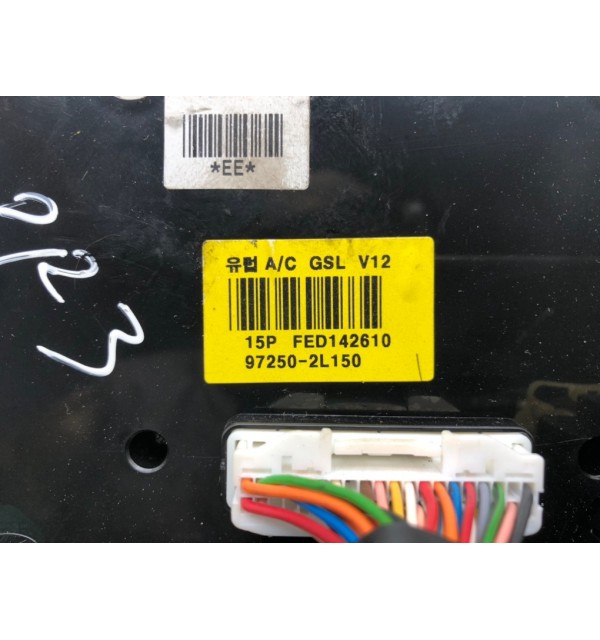 *EE*
유럽 A/C GSL V12
15P FED142610
97250-2L150